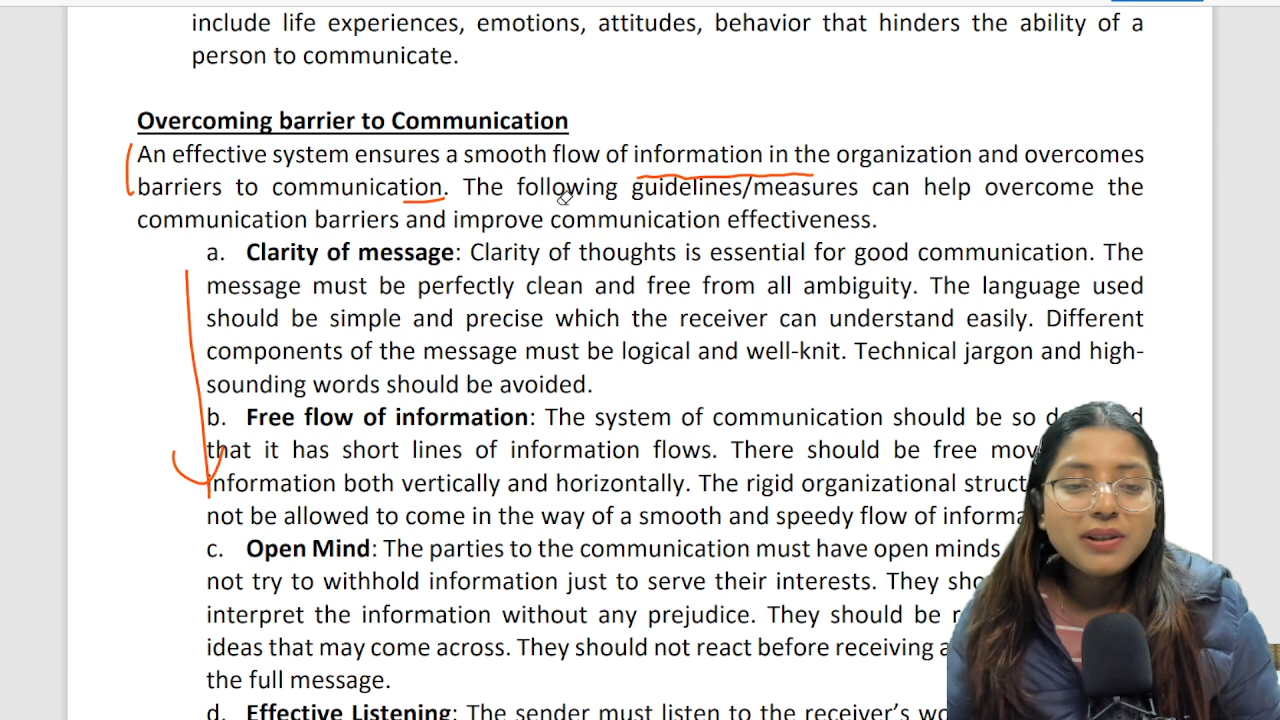 include life experiences, emotions, attitudes, behavior that hinders the ability of a
person to communicate.
Overcoming barrier to Communication
An effective system ensures a smooth flow of information in the organization and overcomes
barriers to communication. The following guidelines/measures can help overcome the
communication barriers and improve communication effectiveness.
a. Clarity of message: Clarity of thoughts is essential for good communication. The
message must be perfectly clean and free from all ambiguity. The language used
should be simple and precise which the receiver can understand easily. Different
components of the message must be logical and well-knit. Technical jargon and high-
sounding words should be avoided.
b. Free flow of information: The system of communication should be so
that it has short lines of information flows. There should be free
information both vertically and horizontally. The rigid organizational
not be allowed to come in the way of a smooth and speedy flow of
c. Open Mind: The parties to the communication must have open minds
not try to withhold information just to serve their interests. They
interpret the information without any prejudice. They should be
ideas that may come across. They should not react before receiving
the full message.
d. Effective Listening: The sender must listen to the receiver's